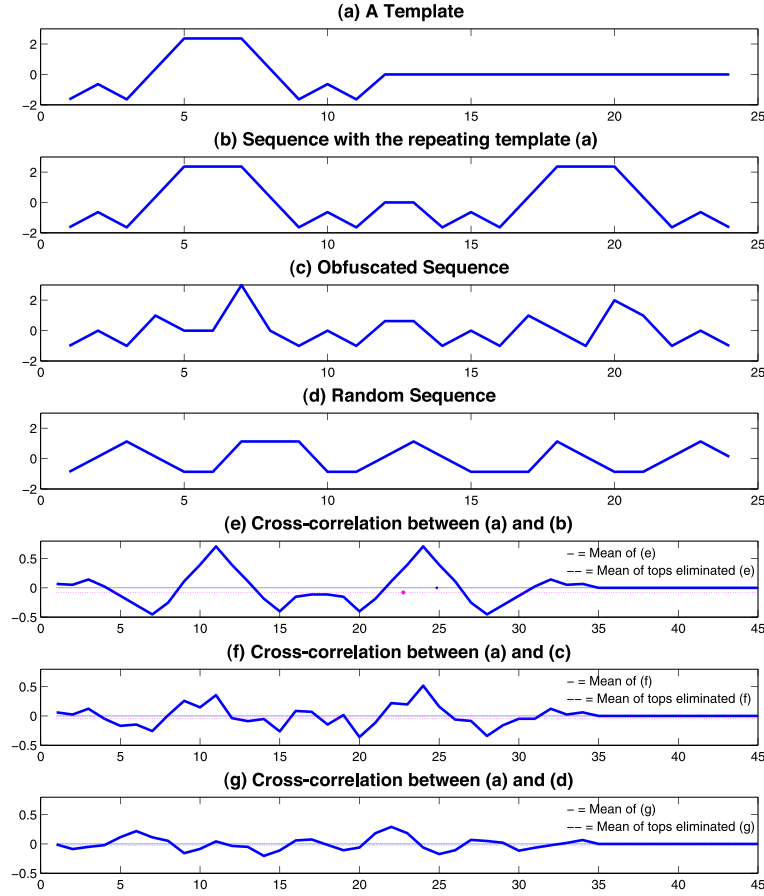 (a) A Template
2
0
−2
0 5 10 15 20 25
(b) Sequence with the repeating template (a)
2
0
−2
0 5 10 15 20 25
(c) Obfuscated Sequence
2
0
−2
0 5 10 15 20 25
(d) Random Sequence
2
0
−2
0 5 10 15 20 25
(e) Cross-correlation between (a) and (b)
– = Mean of (e)
0.5
−− = Mean of tops eliminated (e)
0
−0.5
0 5 10 15 20 25 30 35 40 45
(f) Cross-correlation between (a) and (c)
– = Mean of (f)
0.5
−− = Mean of tops eliminated (f)
0
−0.5
0 5 10 15 20 25 30 35 40 45
(g) Cross-correlation between (a) and (d)
– = Mean of (g)
0.5
−− = Mean of tops eliminated (g)
0
−0.5
0 5 10 15 20 25 30 35 40 45